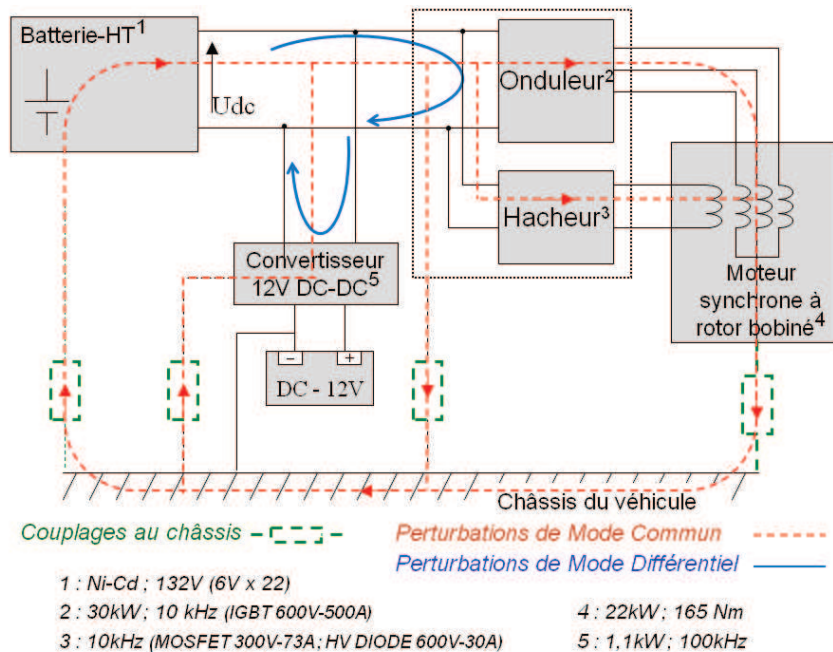 Batterie-HT¹
Udc
Onduleur²
Hacheur³
Convertisseur
12V DC-DC⁵
Moteur
synchrone à
rotor bobiné⁴
− +
DC - 12V
Châssis du véhicule
Couplages au châssis
Perturbations de Mode Commun
Perturbations de Mode Différentiel
1 : Ni-Cd ; 132V (6V x 22)
2 : 30kW ; 10 kHz (IGBT 600V-500A)
4 : 22kW ; 165 Nm
3 : 10kHz (MOSFET 300V-73A ; HV DIODE 600V-30A)
5 : 1,1kW ; 100kHz